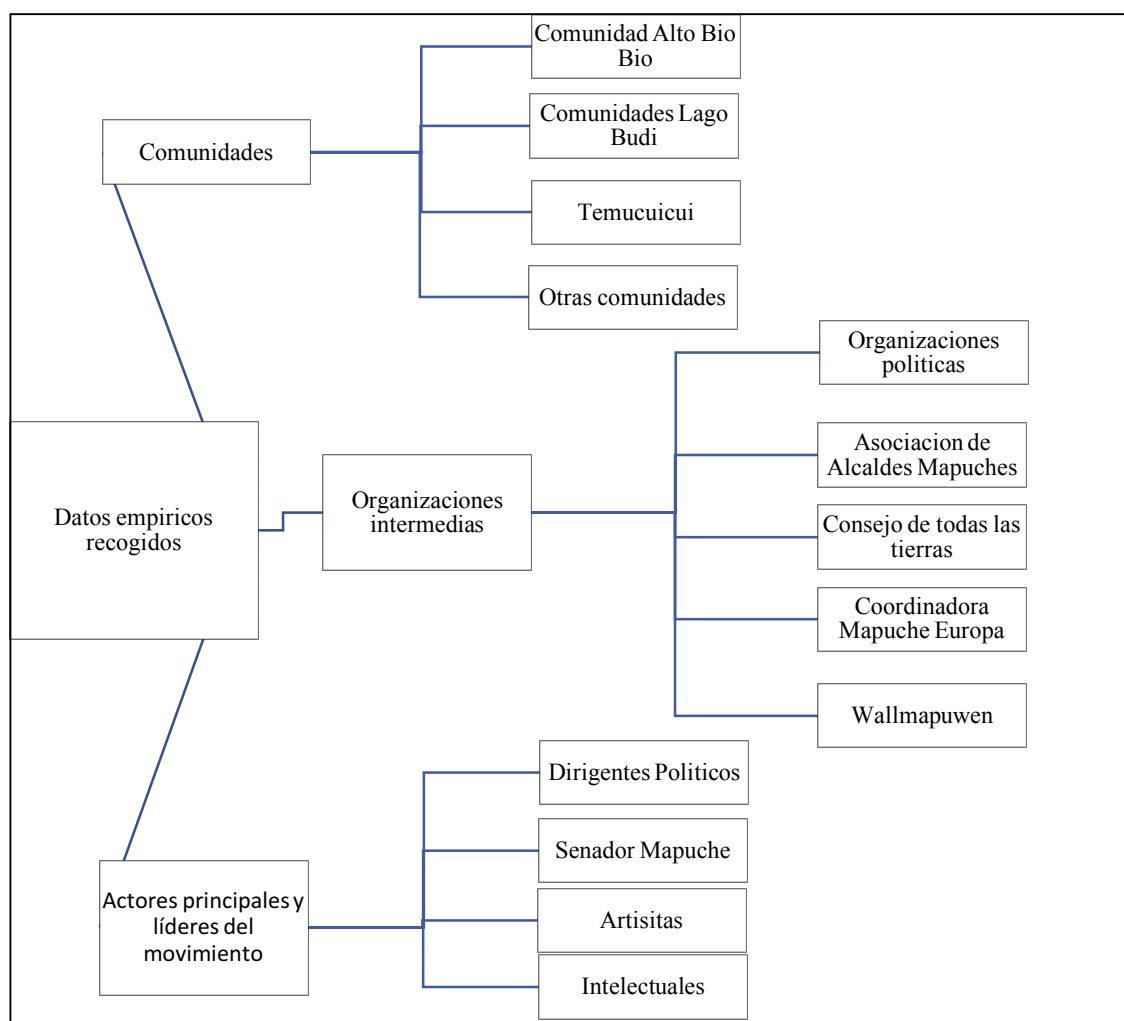 Comunidad Alto Bio
Bio
Comunidades Lago
Budi
Comunidades
Temucuicui
Otras comunidades
Organizaciones
politicas
Asociacion de
Alcaldes Mapuches
Datos empiricos
recogidos
Organizaciones
intermedias
Consejo de todas las
tierras
Coordinadora
Mapuche Europa
Wallmapuwen
Dirigentes Politicos
Senador Mapuche
Actores principales y
líderes del
movimiento
Artisitas
Intelectuales